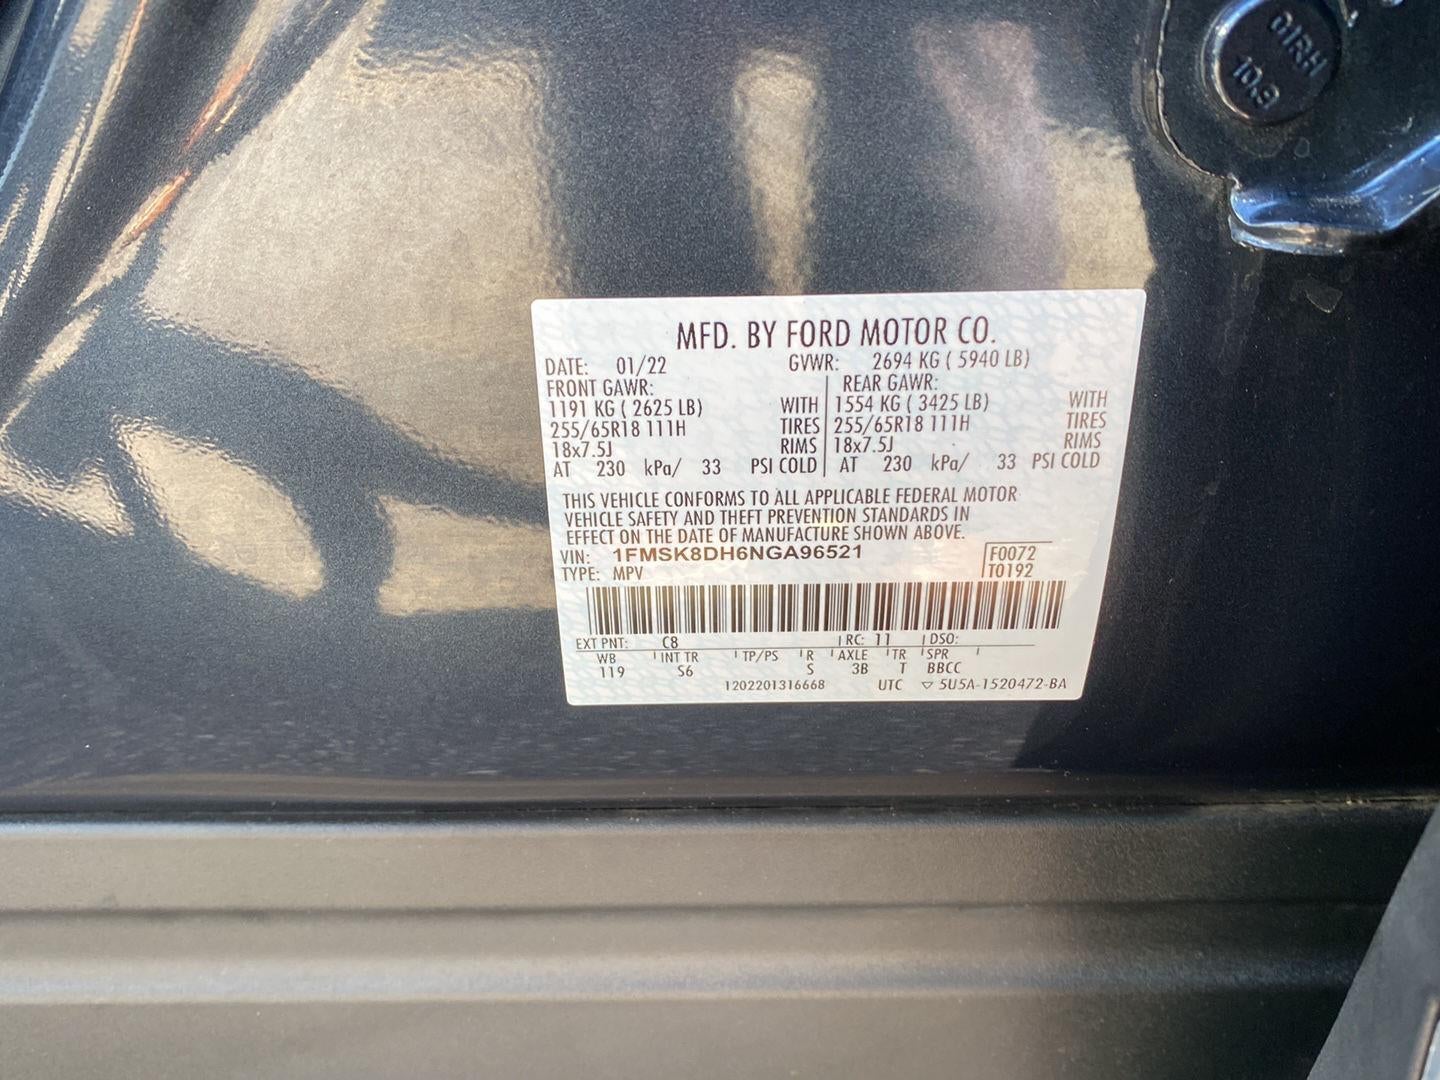 DIRH
10.9
MFD. BY FORD MOTOR CO.
DATE: 01/22 GVWR: 2694 KG ( 5940 LB)
FRONT GAWR: REAR GAWR:
1191 KG ( 2625 LB) WITH 1554 KG ( 3425 LB) WITH
255/65R18 111H TIRES 255/65R18 111H TIRES
18x7.5J RIMS 18x7.5J RIMS
AT 230 kPa/ 33 PSI COLD AT 230 kPa/ 33 PSI COLD
THIS VEHICLE CONFORMS TO ALL APPLICABLE FEDERAL MOTOR
VEHICLE SAFETY AND THEFT PREVENTION STANDARDS IN
EFFECT ON THE DATE OF MANUFACTURE SHOWN ABOVE.
VIN: 1FMSK8DH6NGA96521 F0072
TYPE: MPV T0192
EXT PNT: C8 RC: 11 DSO:
WB INT TR TP/PS R AXLE TR SPR
119 S6 S 3B T BBCC
1202201316668 UTC ▽ 5U5A-1520472-BA